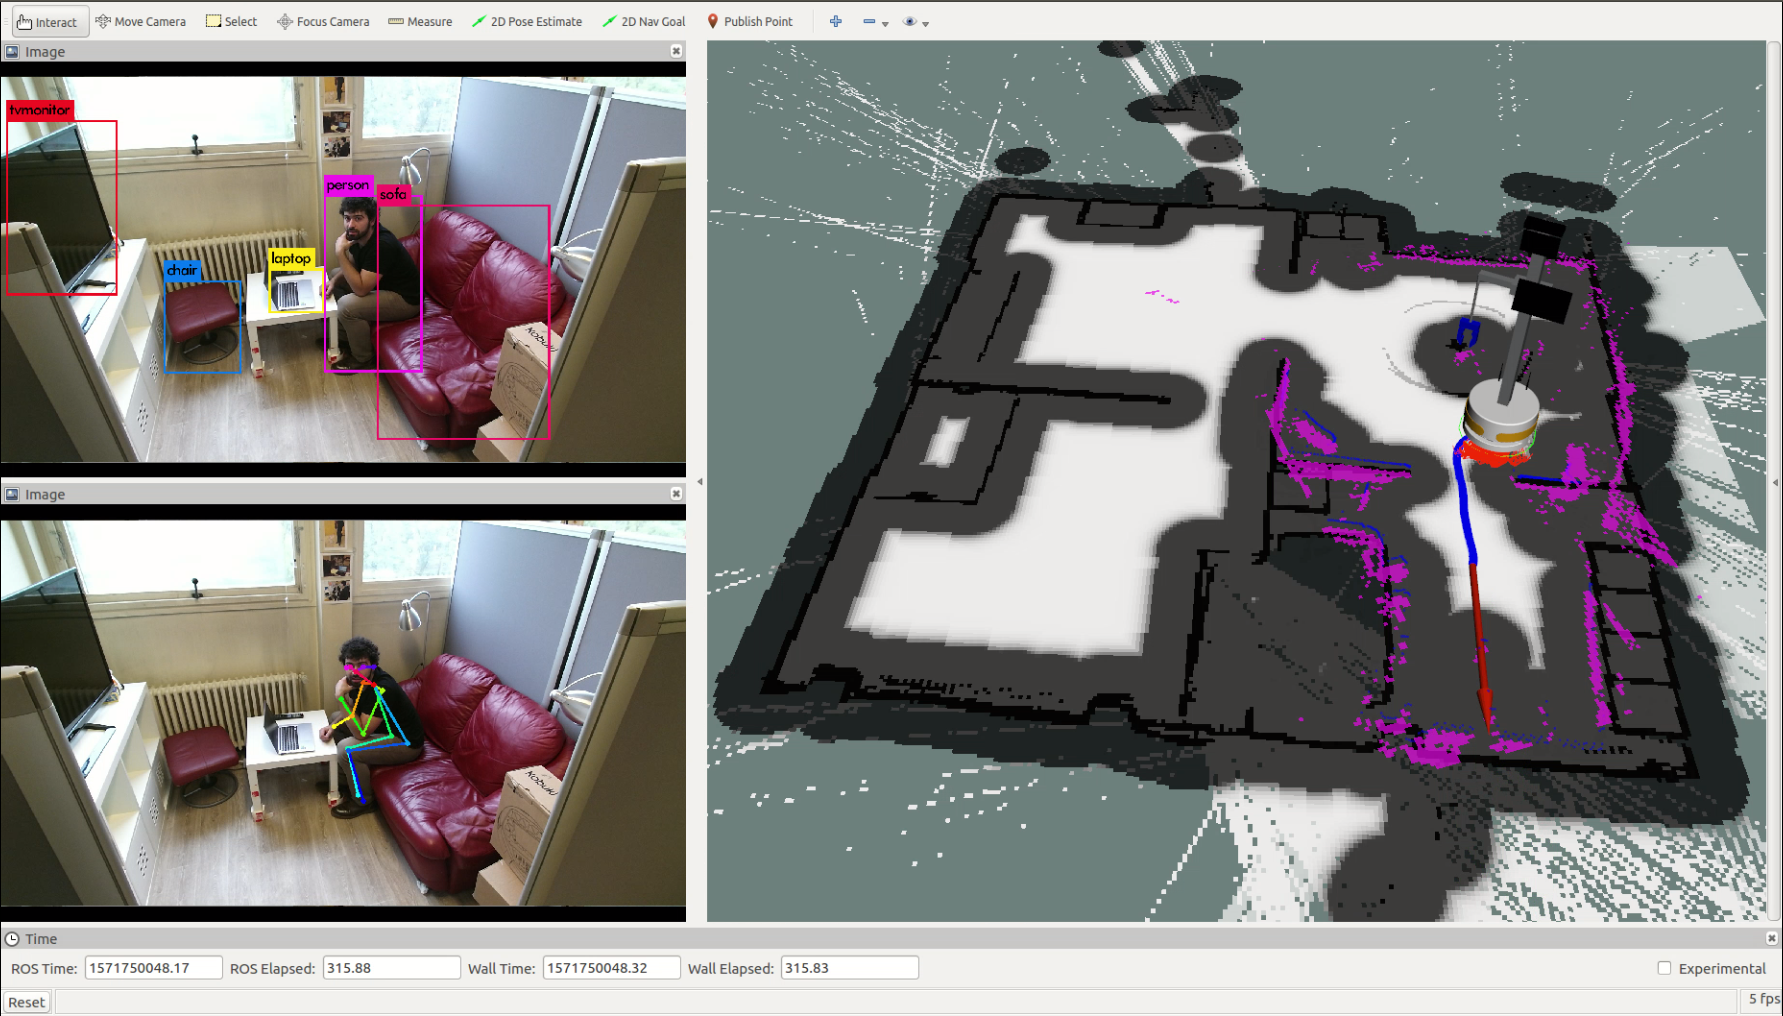 Interact Move Camera Select Focus Camera Measure 2D Pose Estimate 2D Nav Goal Publish Point
Image
tvmonitor
person
sofa
laptop
chair
Kobuki
Image
Kobuki
Time
ROS Time: 1571750048.17 ROS Elapsed: 315.88 Wall Time: 1571750048.32 Wall Elapsed: 315.83 Experimental
Reset 5 fps